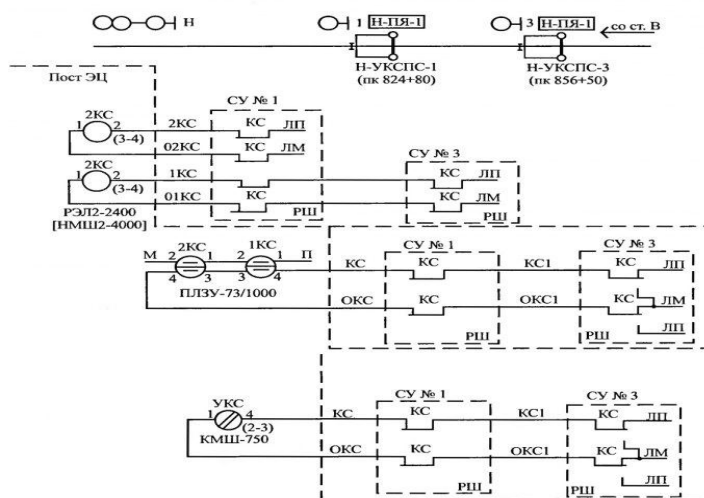 Н 1 Н-ПЯ-1 3 Н-ПЯ-1 со ст. В
Н-УКСПС-1 Н-УКСПС-3
(пк 824+80) (пк 856+50)
Пост ЭЦ
СУ № 1
2КС 2КС КС ЛП
1 2
(3-4) 02КС КС ЛМ
СУ № 3
2КС 1КС КС КС ЛП
1 2
(3-4) 01КС КС КС ЛМ
РЭЛ2-2400 РШ РШ
[НМШ2-4000]
СУ № 1 СУ № 3
М 2КС 1КС П КС КС КС1 КС ЛП
2 1 2 1
4 3 4 3
ПЛЗУ-73/1000 ОКС КС ОКС1 КС ЛМ
РШ РШ ЛП
СУ № 1 СУ № 3
УКС КС КС КС1 КС ЛП
1 4
(2-3)
КМШ-750 ОКС КС ОКС1 КС ЛМ
РШ РШ ЛП